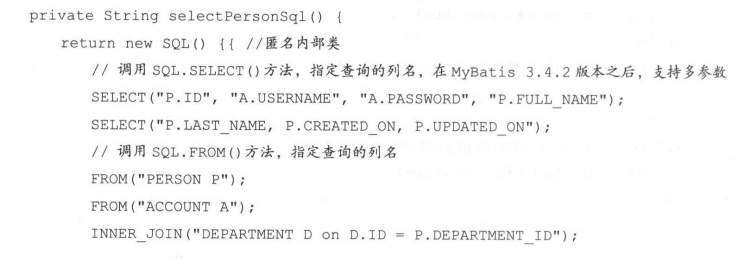 private String selectPersonSql() {
return new SQL() {{ //匿名内部类
// 调用 SQL.SELECT()方法，指定查询的列名，在 MyBatis 3.4.2 版本之后，支持多参数
SELECT("P.ID", "A.USERNAME", "A.PASSWORD", "P.FULL_NAME");
SELECT("P.LAST_NAME, P.CREATED_ON, P.UPDATED_ON");
// 调用 SQL.FROM()方法，指定查询的列名
FROM("PERSON P");
FROM("ACCOUNT A");
INNER_JOIN("DEPARTMENT D on D.ID = P.DEPARTMENT_ID");